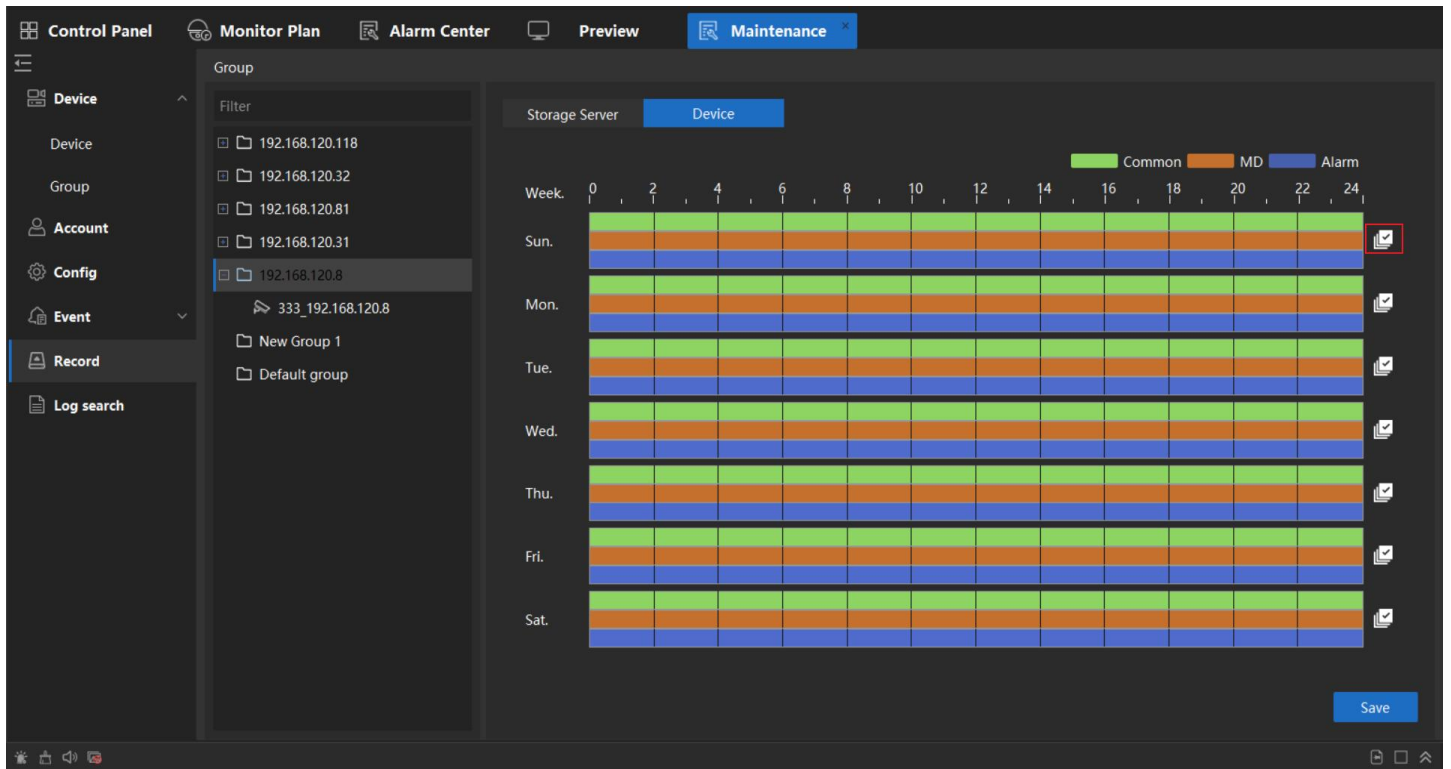 Control Panel Monitor Plan Alarm Center Preview Maintenance ×
Group
Device
Device
Group
Account
Config
Event
Record
Log search
Filter
192.168.120.118
192.168.120.32
192.168.120.81
192.168.120.31
192.168.120.8
333_192.168.120.8
New Group 1
Default group
Storage Server Device
Common MD Alarm
Week. 0 2 4 6 8 10 12 14 16 18 20 22 24
Sun.
Mon.
Tue.
Wed.
Thu.
Fri.
Sat.
Save